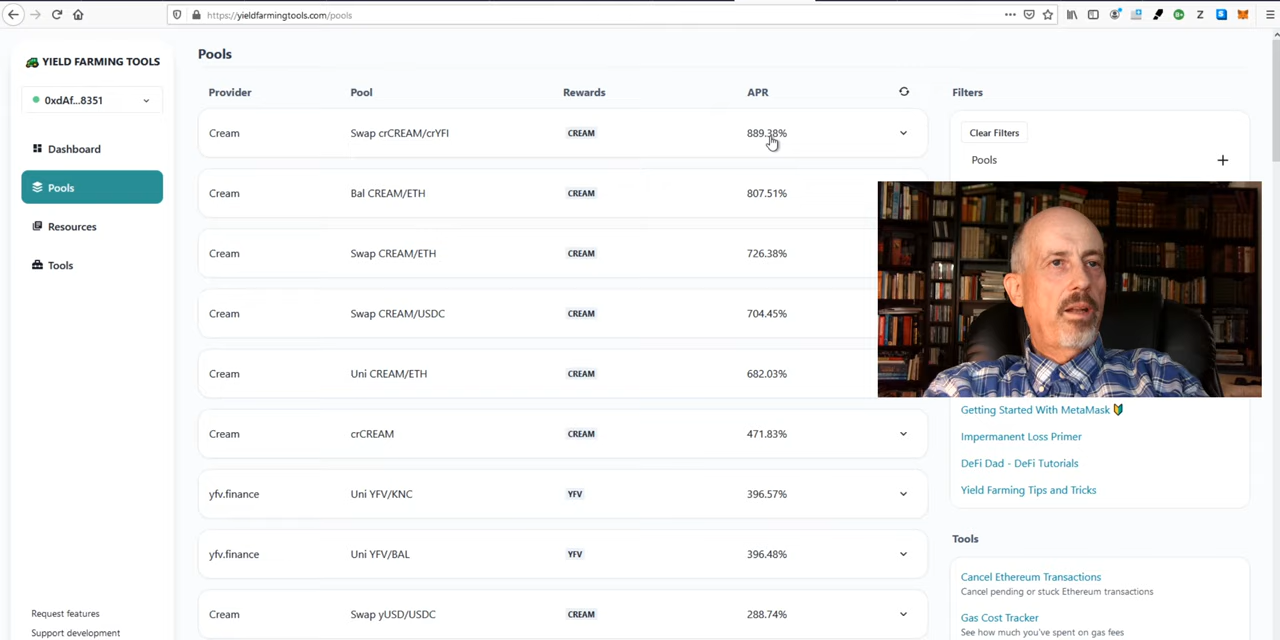 https://yieldfarmingtools.com/pools
YIELD FARMING TOOLS
0xdAf...8351
Dashboard
Pools
Resources
Tools
Request features
Support development
Pools
Provider Pool Rewards APR
Cream Swap crCREAM/crYFI CREAM 889.38%
Cream Bal CREAM/ETH CREAM 807.51%
Cream Swap CREAM/ETH CREAM 726.38%
Cream Swap CREAM/USDC CREAM 704.45%
Cream Uni CREAM/ETH CREAM 682.03%
Cream crCREAM CREAM 471.83%
yfv.finance Uni YFV/KNC YFV 396.57%
yfv.finance Uni YFV/BAL YFV 396.48%
Cream Swap yUSD/USDC CREAM 288.74%
Filters
Clear Filters
Pools +
Getting Started With MetaMask
Impermanent Loss Primer
DeFi Dad - DeFi Tutorials
Yield Farming Tips and Tricks
Tools
Cancel Ethereum Transactions
Cancel pending or stuck Ethereum transactions
Gas Cost Tracker
See how much you've spent on gas fees